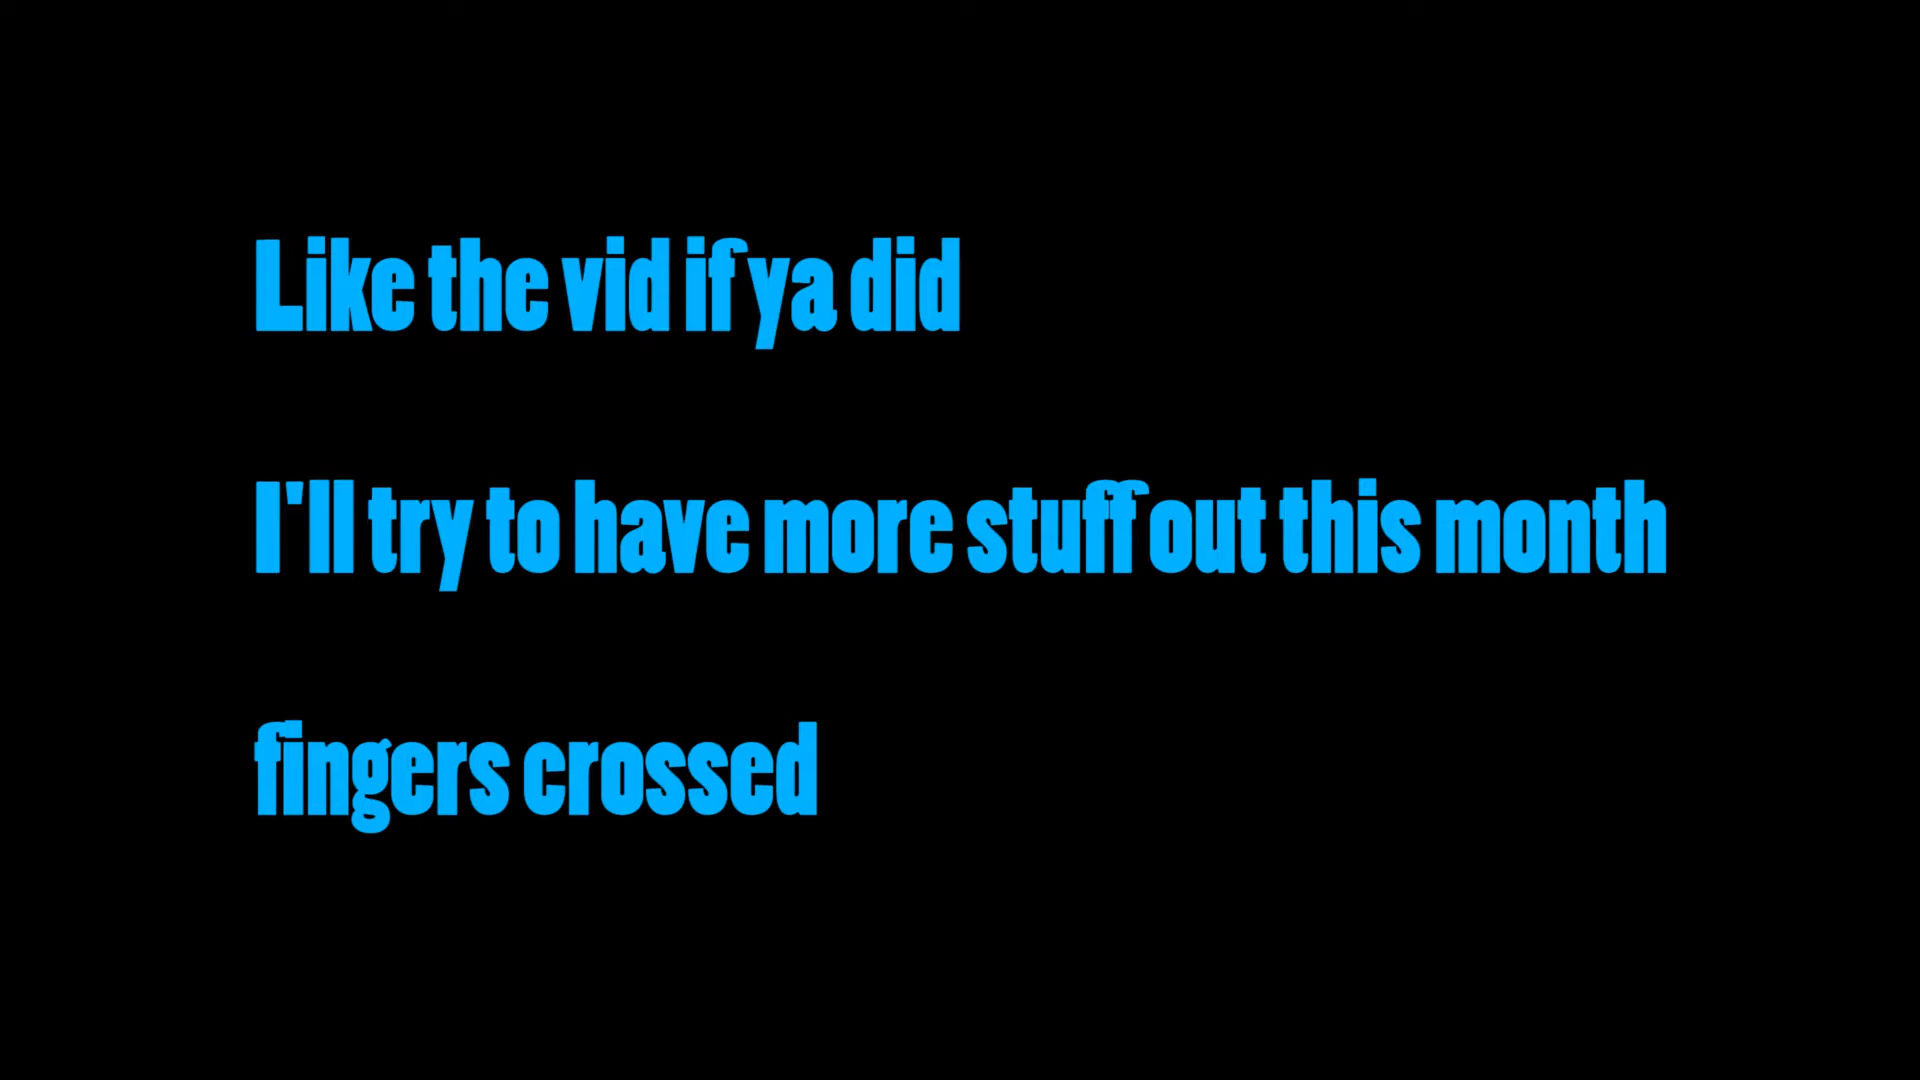 Like the vid if ya did
I'll try to have more stuff out this month
fingers crossed